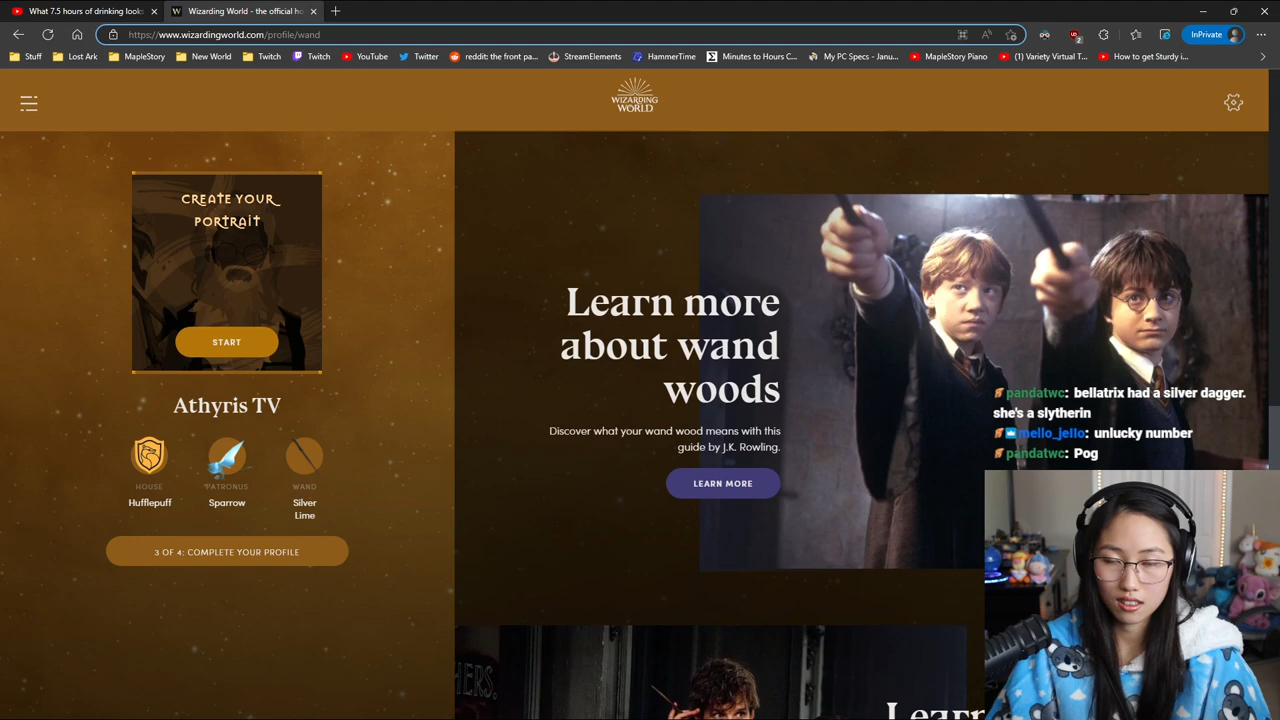 What 7.5 hours of drinking looks
Wizarding World - the official ho
https://www.wizardingworld.com/profile/wand
InPrivate
Stuff
Lost Ark
MapleStory
New World
Twitch
Twitch
YouTube
Twitter
reddit: the front pa...
StreamElements
HammerTime
Minutes to Hours C...
My PC Specs - Janu...
MapleStory Piano
(1) Variety Virtual T...
How to get Sturdy i...
WIZARDING
WORLD
CREATE YOUR
PORTRAIT
START
Athyris TV
HOUSE
Hufflepuff
PATRONUS
Sparrow
WAND
Silver
Lime
3 OF 4: COMPLETE YOUR PROFILE
Learn more
about wand
woods
Discover what your wand wood means with this
guide by J.K. Rowling.
LEARN MORE
pandatwc: bellatrix had a silver dagger.
she's a slytherin
mello_jello: unlucky number
pandatwc: Pog
HERS.
Learn